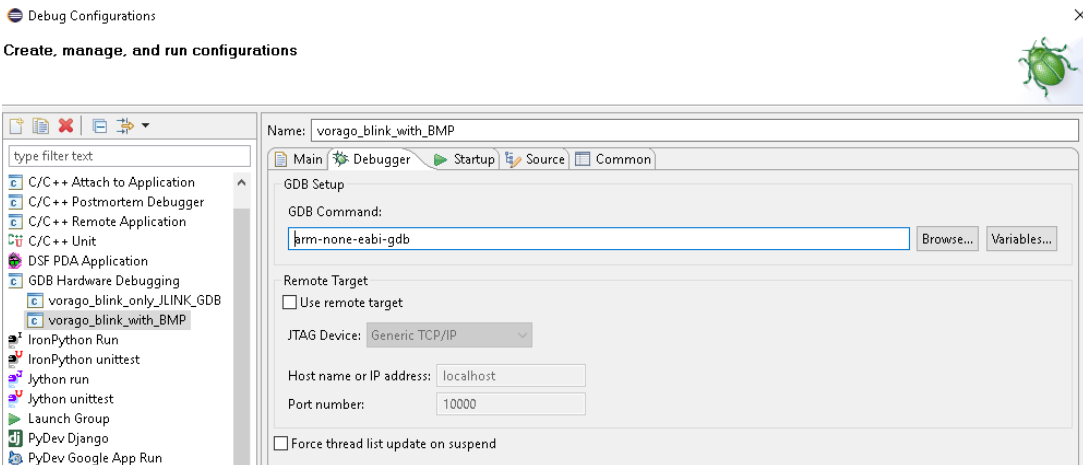 Debug Configurations
Create, manage, and run configurations
type filter text
C/C++ Attach to Application
C/C++ Postmortem Debugger
C/C++ Remote Application
C/C++ Unit
DSF PDA Application
GDB Hardware Debugging
vorago_blink_only_JLINK_GDB
vorago_blink_with_BMP
IronPython Run
IronPython unittest
Jython run
Jython unittest
Launch Group
PyDev Django
PyDev Google App Run
Name: vorago_blink_with_BMP
Main Debugger Startup Source Common
GDB Setup
GDB Command:
arm-none-eabi-gdb Browse... Variables...
Remote Target
Use remote target
JTAG Device: Generic TCP/IP
Host name or IP address: localhost
Port number: 10000
Force thread list update on suspend